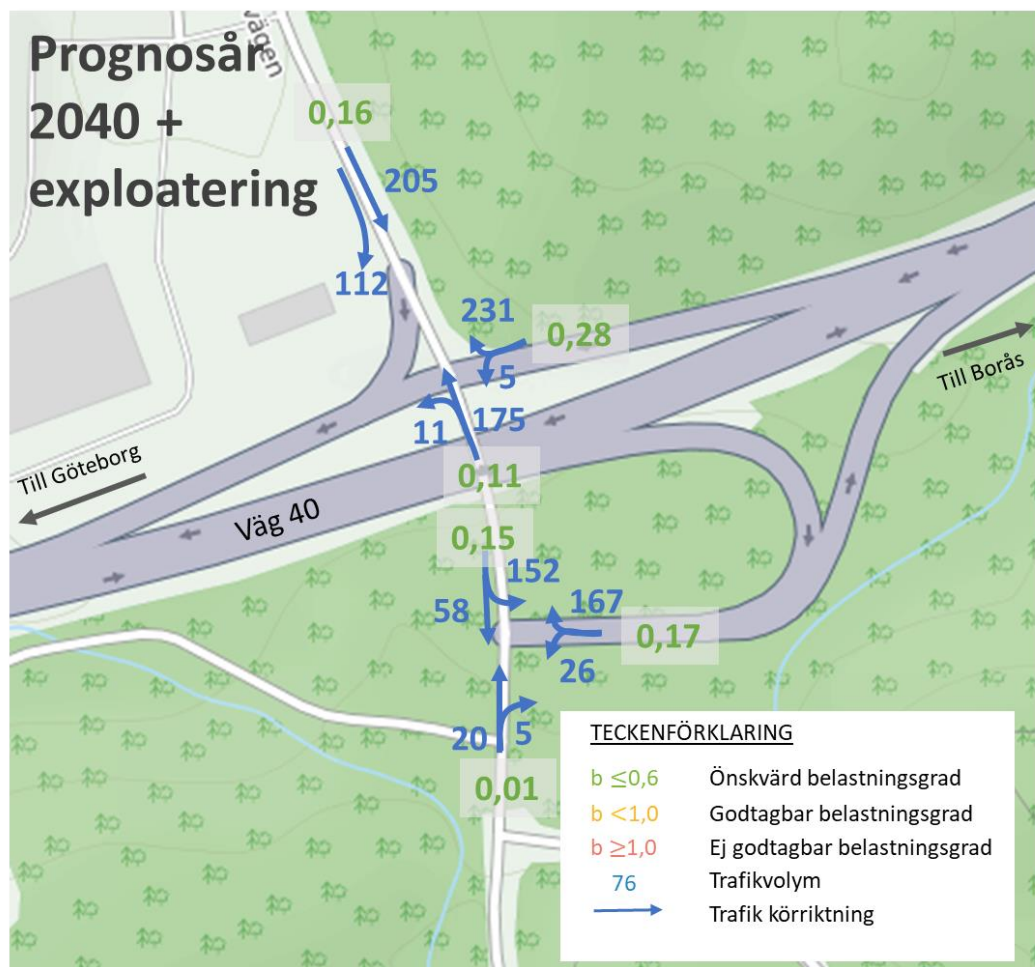 Prognosår
2040 +
exploatering
vägen
0,16
205
112
231
0,28
5
Till Borås
11
175
Till Göteborg
0,11
Väg 40
0,15
152
58
167
0,17
26
20
5
0,01
TECKENFÖRKLARING
b ≤0,6 Önskvärd belastningsgrad
b <1,0 Godtagbar belastningsgrad
b ≥1,0 Ej godtagbar belastningsgrad
76 Trafikvolym
Trafik körriktning